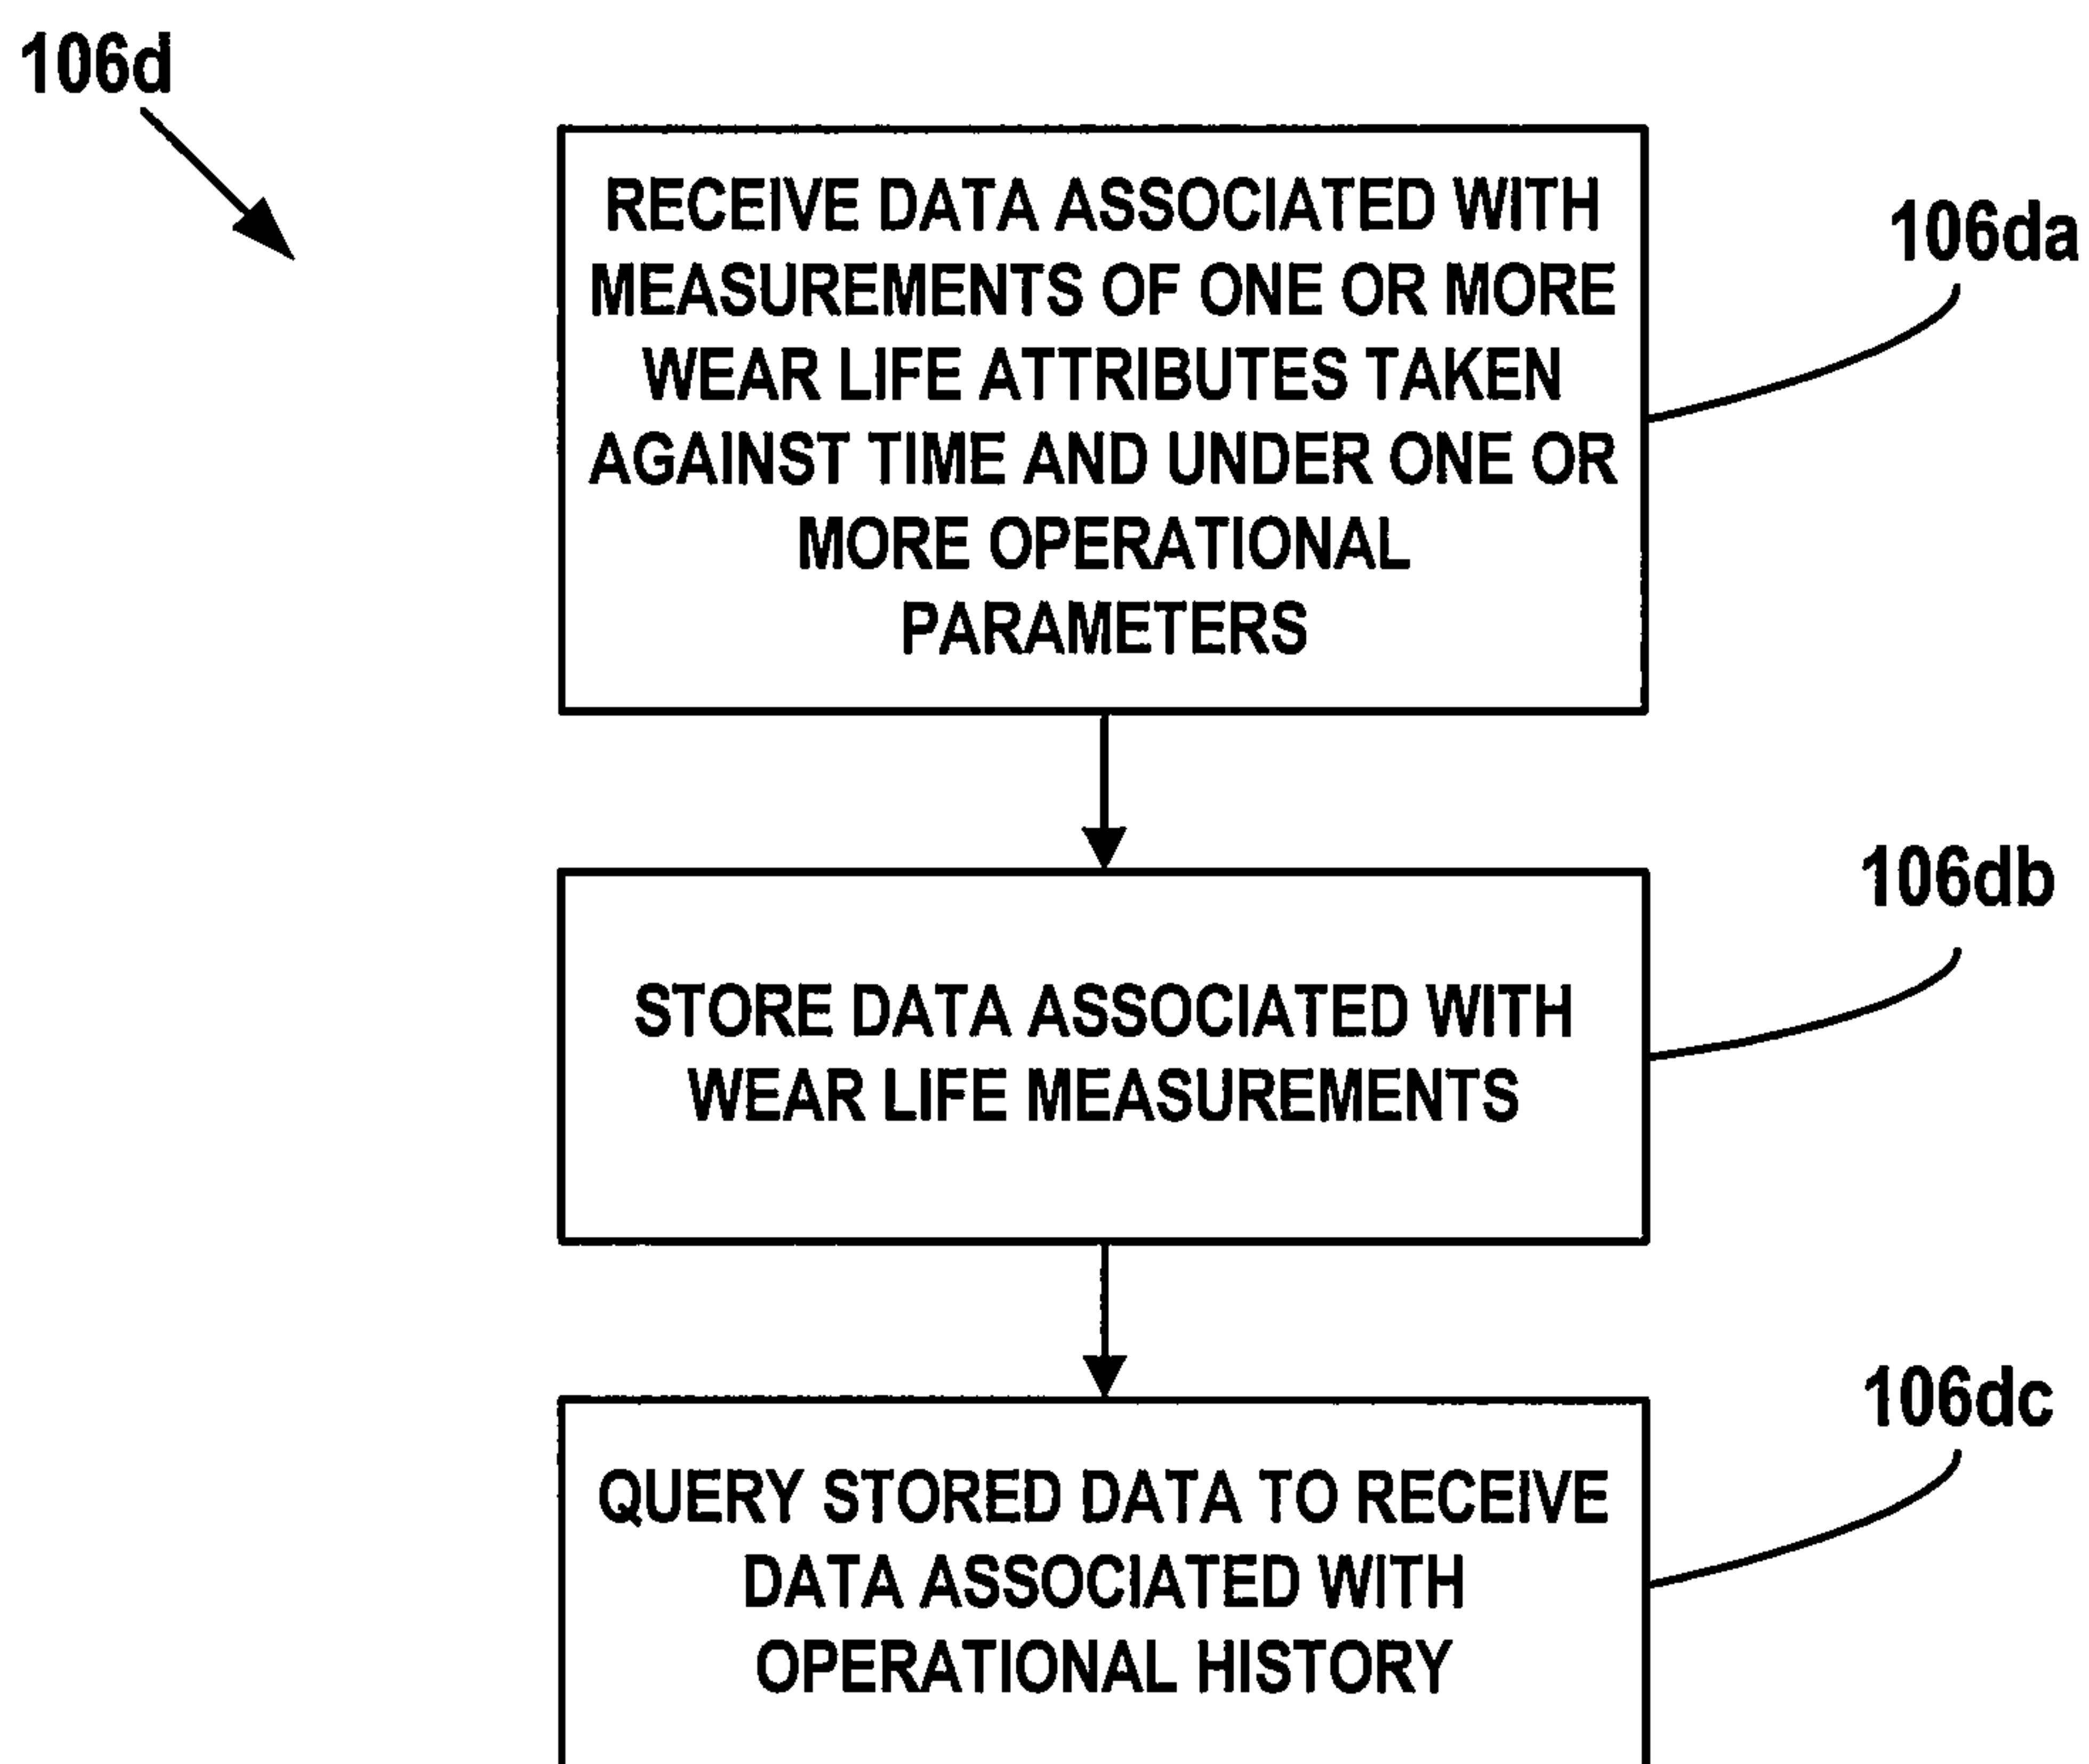 106d
RECEIVE DATA ASSOCIATED WITH
MEASUREMENTS OF ONE OR MORE
WEAR LIFE ATTRIBUTES TAKEN
AGAINST TIME AND UNDER ONE OR
MORE OPERATIONAL
PARAMETERS
106da
STORE DATA ASSOCIATED WITH
WEAR LIFE MEASUREMENTS
106db
QUERY STORED DATA TO RECEIVE
DATA ASSOCIATED WITH
OPERATIONAL HISTORY
106dc